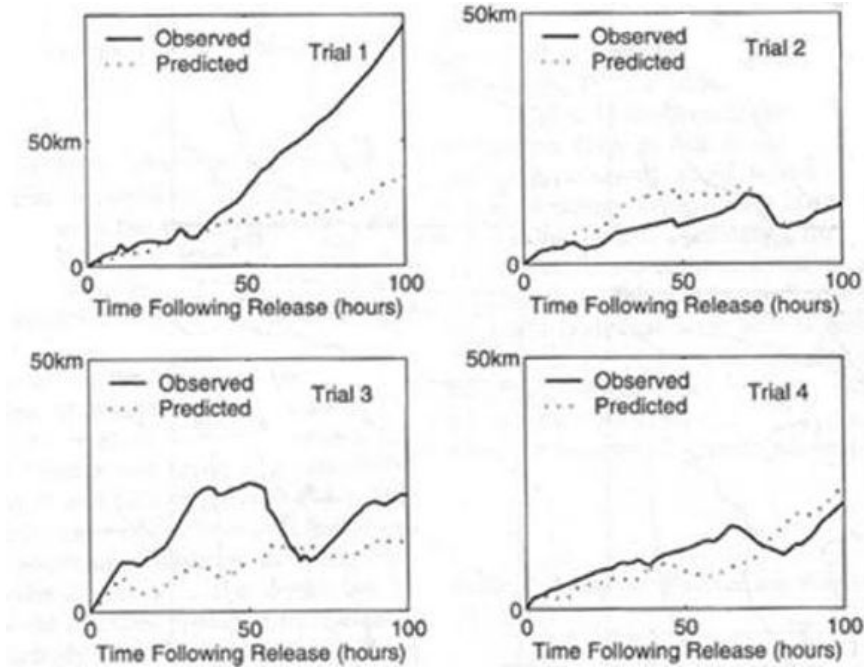 Observed
Predicted
Trial 1
50km
0
0
50
100
Time Following Release (hours)
50km
Observed
Predicted
Trial 2
0
0
50
100
Time Following Release (hours)
50km
Observed
Predicted
Trial 3
0
0
50
100
Time Following Release (hours)
50km
Observed
Predicted
Trial 4
0
0
50
100
Time Following Release (hours)